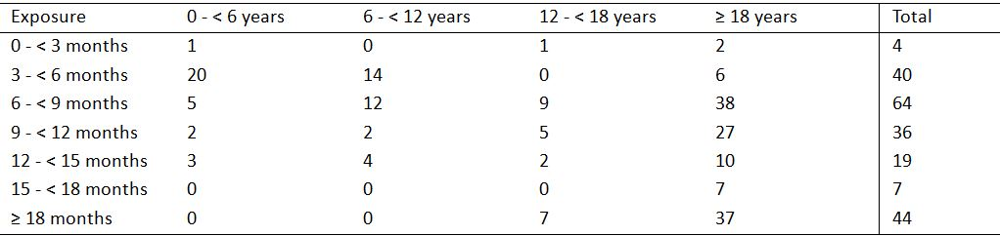 Exposure 0 - < 6 years 6 - < 12 years 12 - < 18 years ≥ 18 years Total
0 - < 3 months 1 0 1 2 4
3 - < 6 months 20 14 0 6 40
6 - < 9 months 5 12 9 38 64
9 - < 12 months 2 2 5 27 36
12 - < 15 months 3 4 2 10 19
15 - < 18 months 0 0 0 7 7
≥ 18 months 0 0 7 37 44